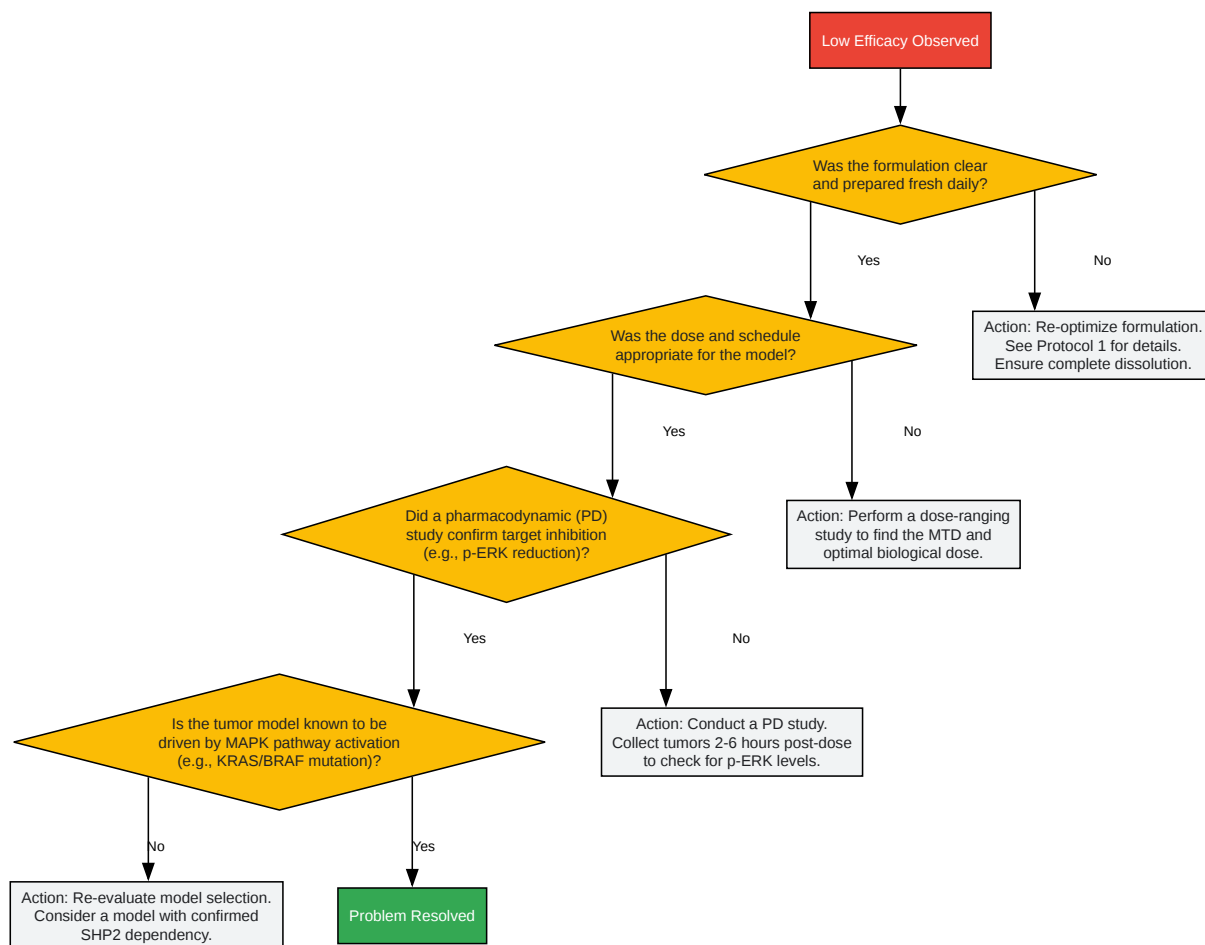 Low Efficacy Observed
Was the formulation clear
and prepared fresh daily?
Yes
No
Was the dose and schedule
appropriate for the model?
Action: Re-optimize formulation.
See Protocol 1 for details.
Ensure complete dissolution.
Yes
No
Did a pharmacodynamic (PD)
study confirm target inhibition
(e.g., p-ERK reduction)?
Action: Perform a dose-ranging
study to find the MTD and
optimal biological dose.
Yes
No
Is the tumor model known to be
driven by MAPK pathway activation
(e.g., KRAS/BRAF mutation)?
Action: Conduct a PD study.
Collect tumors 2-6 hours post-dose
to check for p-ERK levels.
No
Yes
Action: Re-evaluate model selection.
Consider a model with confirmed
SHP2 dependency.
Problem Resolved